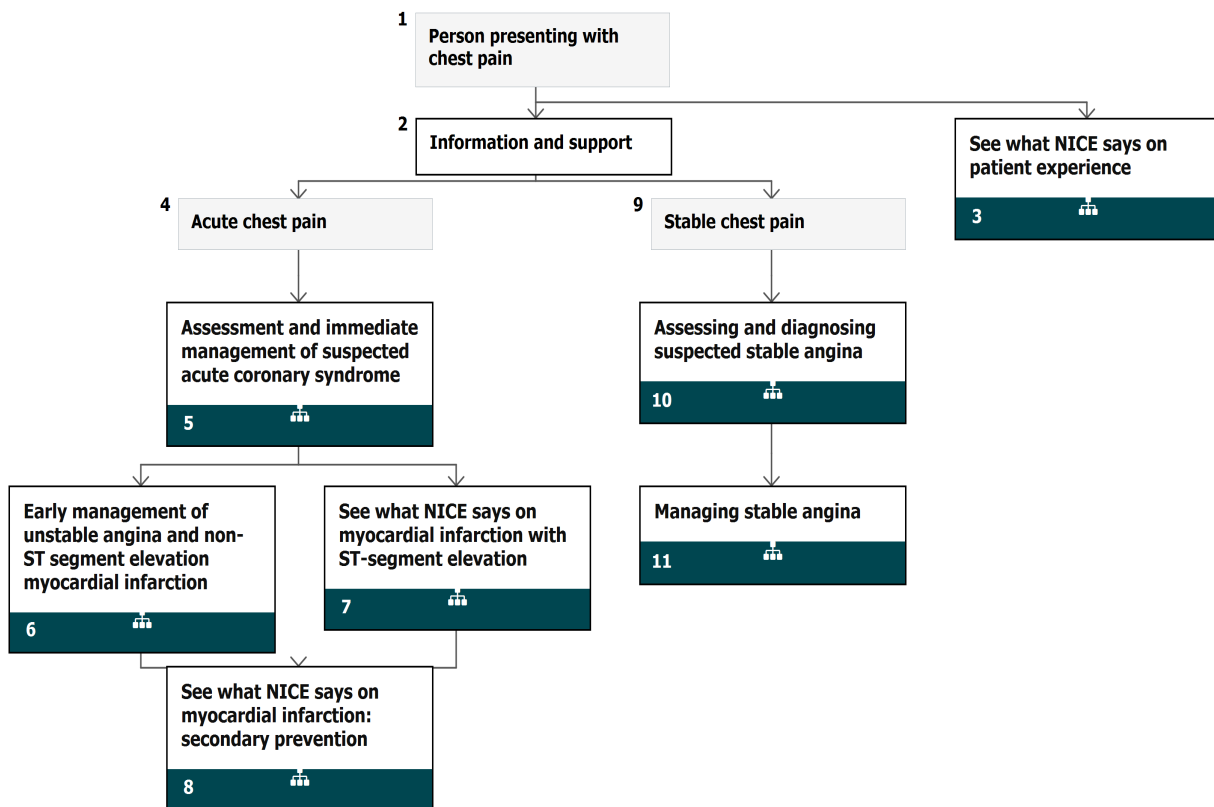 1
Person presenting with
chest pain
2
Information and support
See what NICE says on
patient experience
3
4
Acute chest pain
9
Stable chest pain
Assessment and immediate
management of suspected
acute coronary syndrome
5
Assessing and diagnosing
suspected stable angina
10
Early management of
unstable angina and non-
ST segment elevation
myocardial infarction
6
See what NICE says on
myocardial infarction with
ST-segment elevation
7
Managing stable angina
11
See what NICE says on
myocardial infarction:
secondary prevention
8